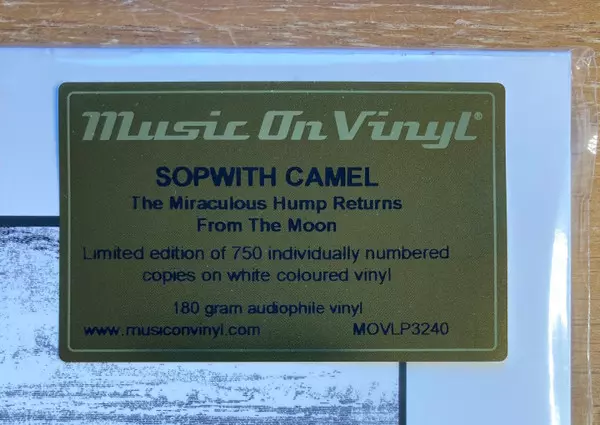 Music On Vinyl®
SOPWITH CAMEL
The Miraculous Hump Returns
From The Moon
Limited edition of 750 individually numbered
copies on white coloured vinyl
180 gram audiophile vinyl
www.musiconvinyl.com MOVLP3240